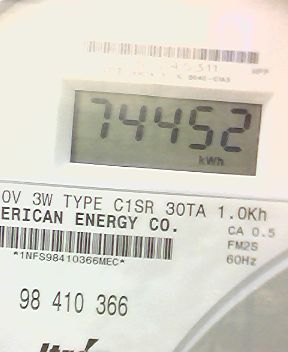 74452
kWh
0V 3W TYPE C1SR 30TA 1.0Kh
ERICAN ENERGY CO.
CA 0.5
FM2S
60Hz
*1NFS98410366MEC*
98 410 366